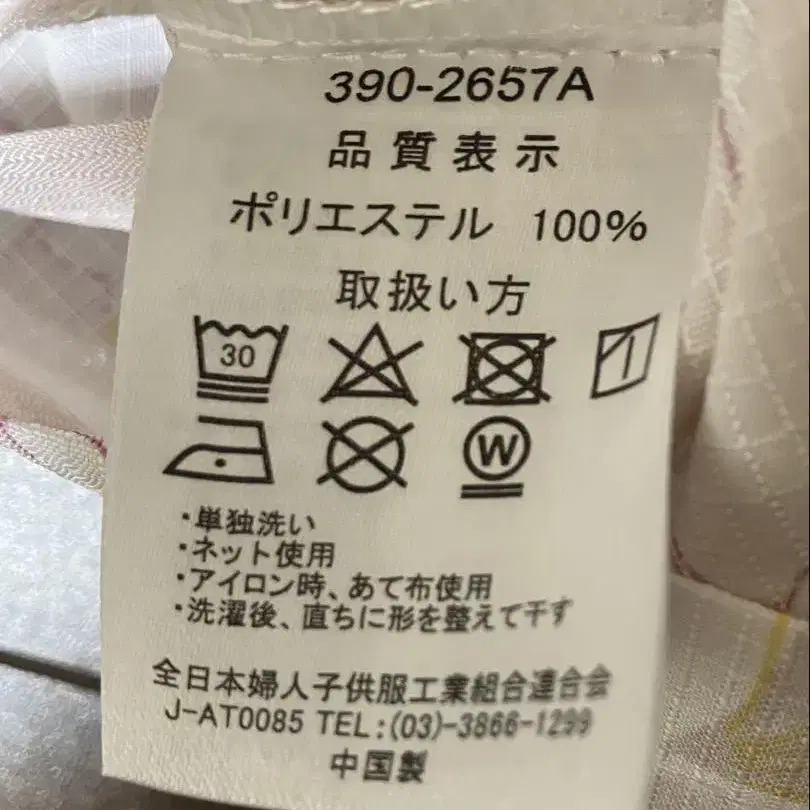 390-2657A
品質表示
ポリエステル 100%
取扱い方
30
W
・単独洗い
・ネット使用
・アイロン時、あて布使用
・洗濯後、直ちに形を整えて干す
全日本婦人子供服工業組合連合会
J-AT0085 TEL:(03)-3866-1299
中国製